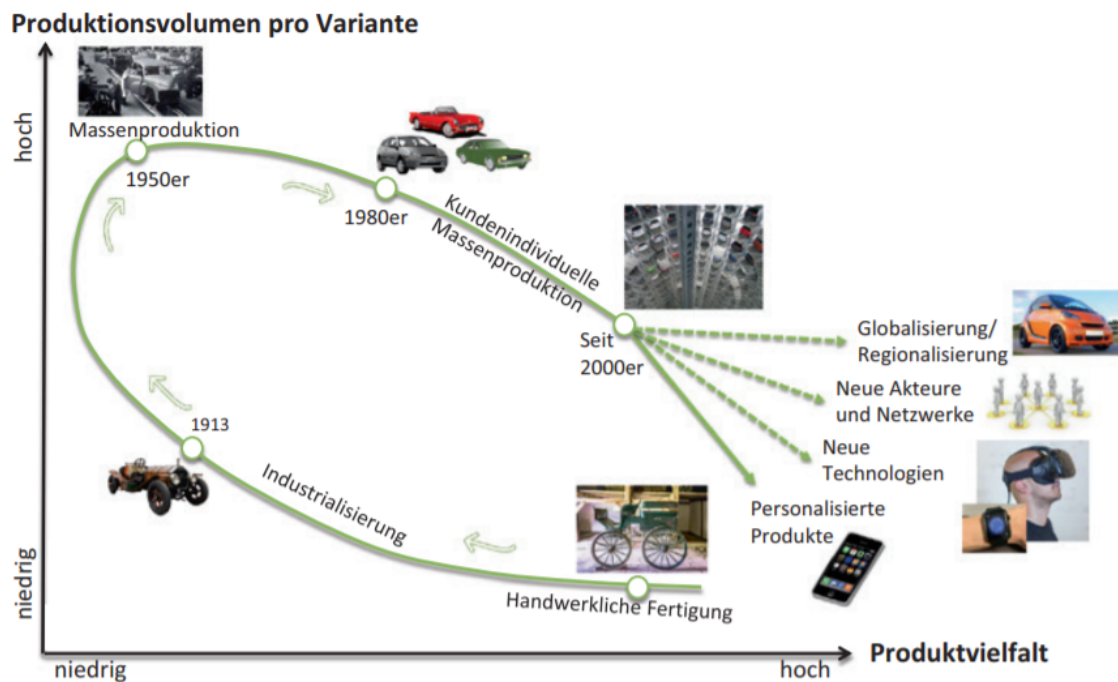 Produktionsvolumen pro Variante
hoch
Massenproduktion
1950er
1980er
Kundenindividuelle
Massenproduktion
Seit
2000er
Globalisierung/
Regionalisierung
Neue Akteure
und Netzwerke
Neue
Technologien
Personalisierte
Produkte
1913
Industrialisierung
Handwerkliche Fertigung
niedrig
niedrig
hoch
Produktvielfalt